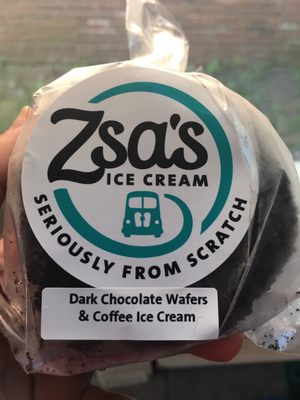 Zsa's
ICE CREAM
SERIOUSLY FROM SCRATCH
Dark Chocolate Wafers
& Coffee Ice Cream